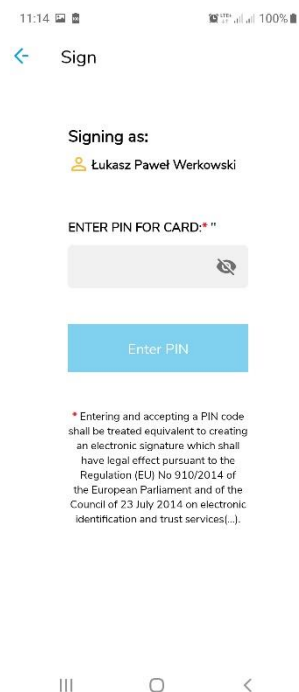 11:14
LTE+ 100%
Sign
Signing as:
Łukasz Paweł Werkowski
ENTER PIN FOR CARD:* "
Enter PIN
* Entering and accepting a PIN code
shall be treated equivalent to creating
an electronic signature which shall
have legal effect pursuant to the
Regulation (EU) No 910/2014 of
the European Parliament and of the
Council of 23 July 2014 on electronic
identification and trust services(...).